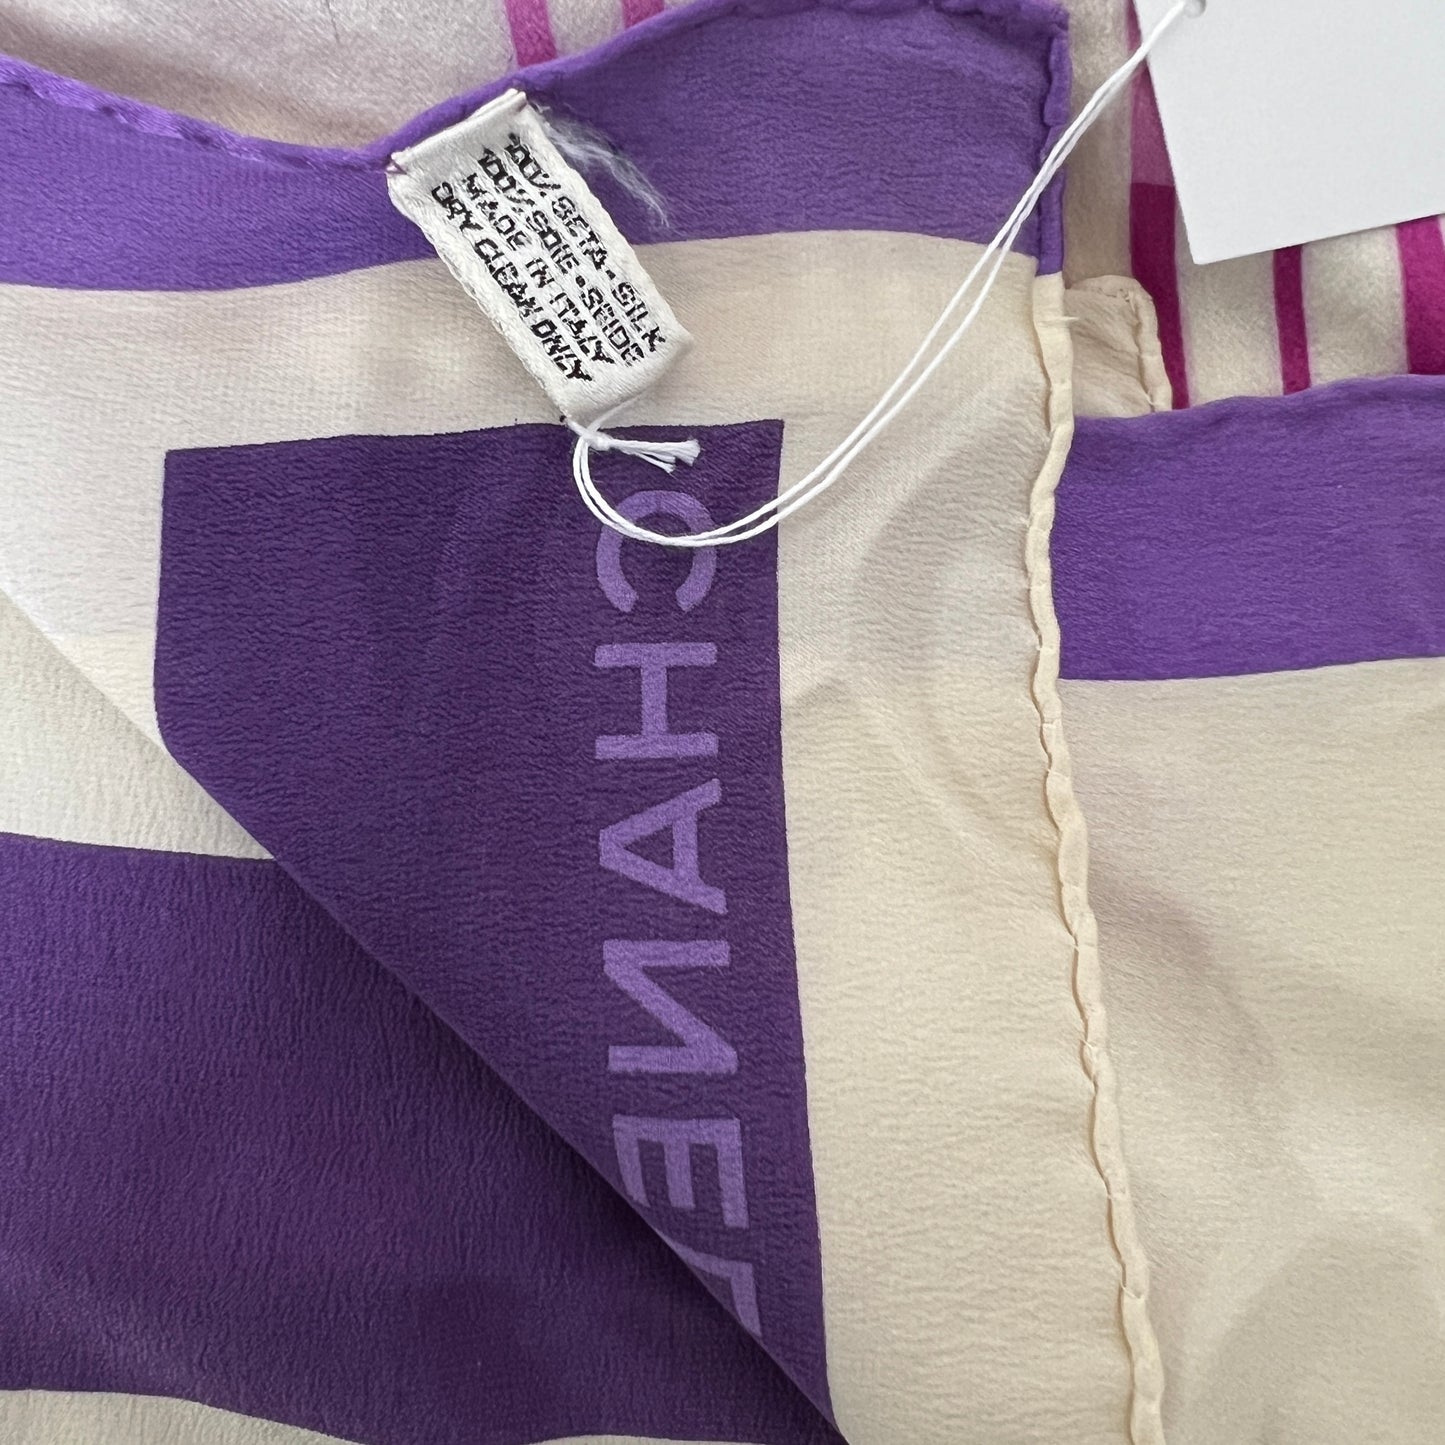 100% SETA · SILK
100% SOIE · SEIDE
MADE IN ITALY
DRY CLEAN ONLY
CHANEL